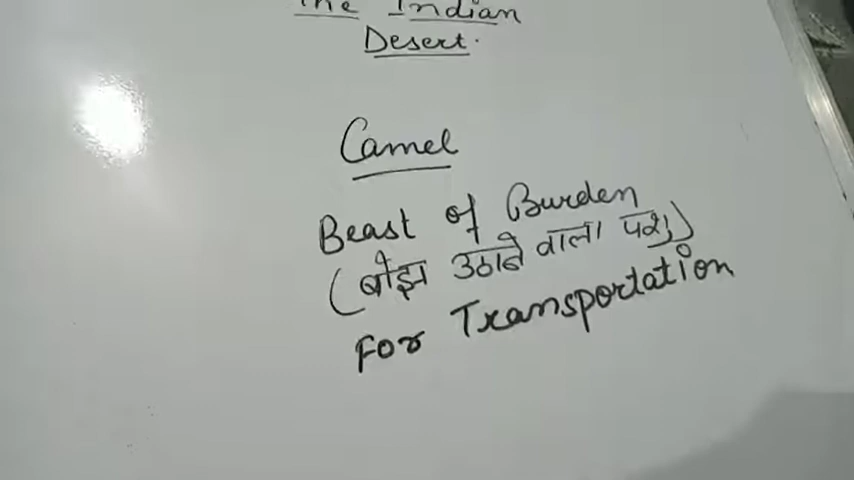 The Indian
Desert.
Camel
Beast of Burden
(बोझ उठाने वाला पशु)
For Transportation